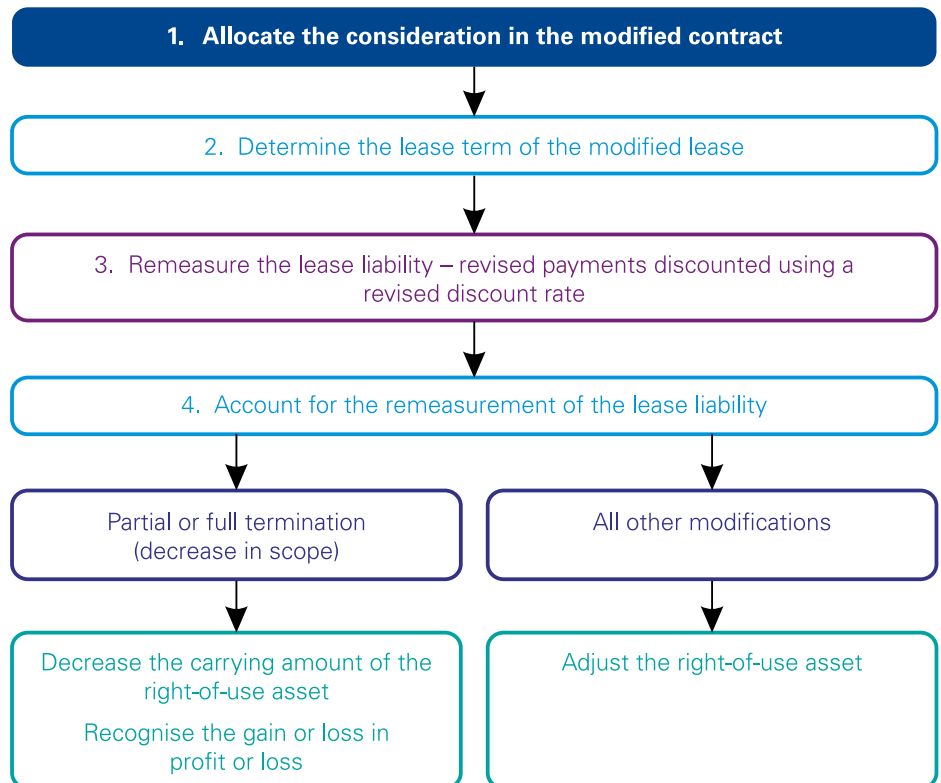 1. Allocate the consideration in the modified contract
2. Determine the lease term of the modified lease
3. Remeasure the lease liability – revised payments discounted using a
revised discount rate
4. Account for the remeasurement of the lease liability
Partial or full termination
(decrease in scope)
All other modifications
Decrease the carrying amount of the
right-of-use asset
Recognise the gain or loss in
profit or loss
Adjust the right-of-use asset